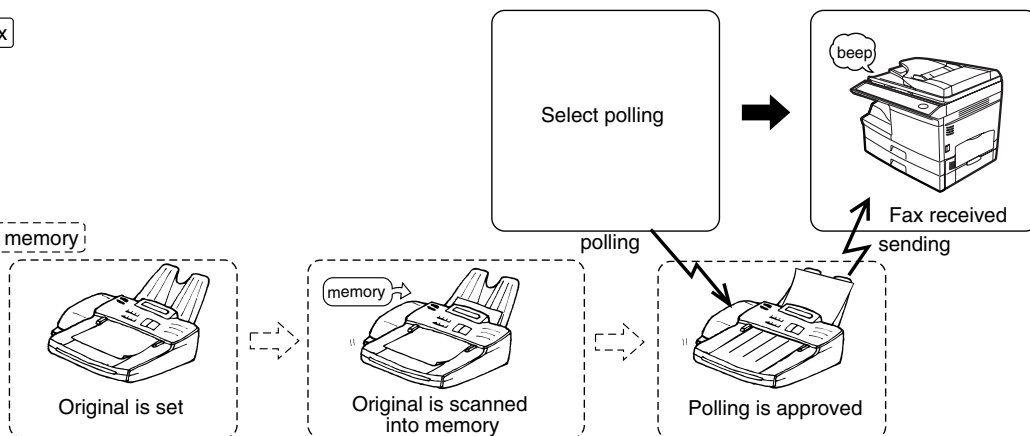 x
beep
Select polling
Fax received
polling
sending
memory
memory
Original is set
Original is scanned
into memory
Polling is approved